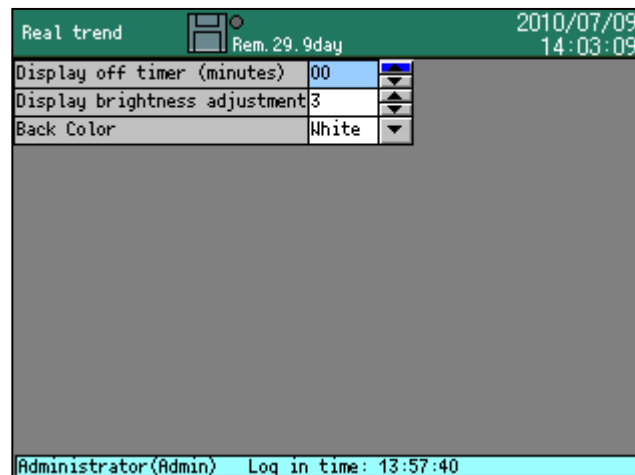 Real trend
Rem.29.9day
2010/07/09
14:03:09
Display off timer (minutes) 00
Display brightness adjustment 3
Back Color White
Administrator(Admin) Log in time: 13:57:40